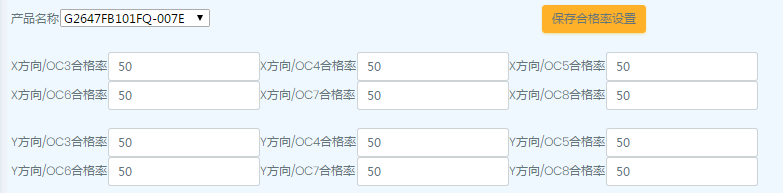 产品名称 G2647FB101FQ-007E 保存合格率设置
X方向/OC3合格率 50 X方向/OC4合格率 50 X方向/OC5合格率 50
X方向/OC6合格率 50 X方向/OC7合格率 50 X方向/OC8合格率 50
Y方向/OC3合格率 50 Y方向/OC4合格率 50 Y方向/OC5合格率 50
Y方向/OC6合格率 50 Y方向/OC7合格率 50 Y方向/OC8合格率 50